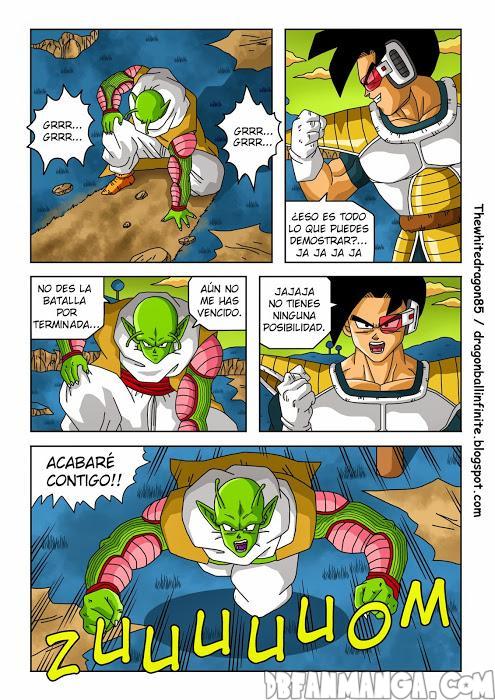 GRRR...
GRRR...
GRRR...
GRRR...
¿ESO ES TODO
LO QUE PUEDES
DEMOSTRAR?...
JA JA JA JA
NO DES LA
BATALLA
POR
TERMINADA...
AÚN NO
ME HAS
VENCIDO.
JAJAJA
NO TIENES
NINGUNA
POSIBILIDAD.
ACABARÉ
CONTIGO!!
ZUUUUUUOM
Thewhitedragon85 / dragonballinfinite.blogspot.com
DBFANMANGA.COM